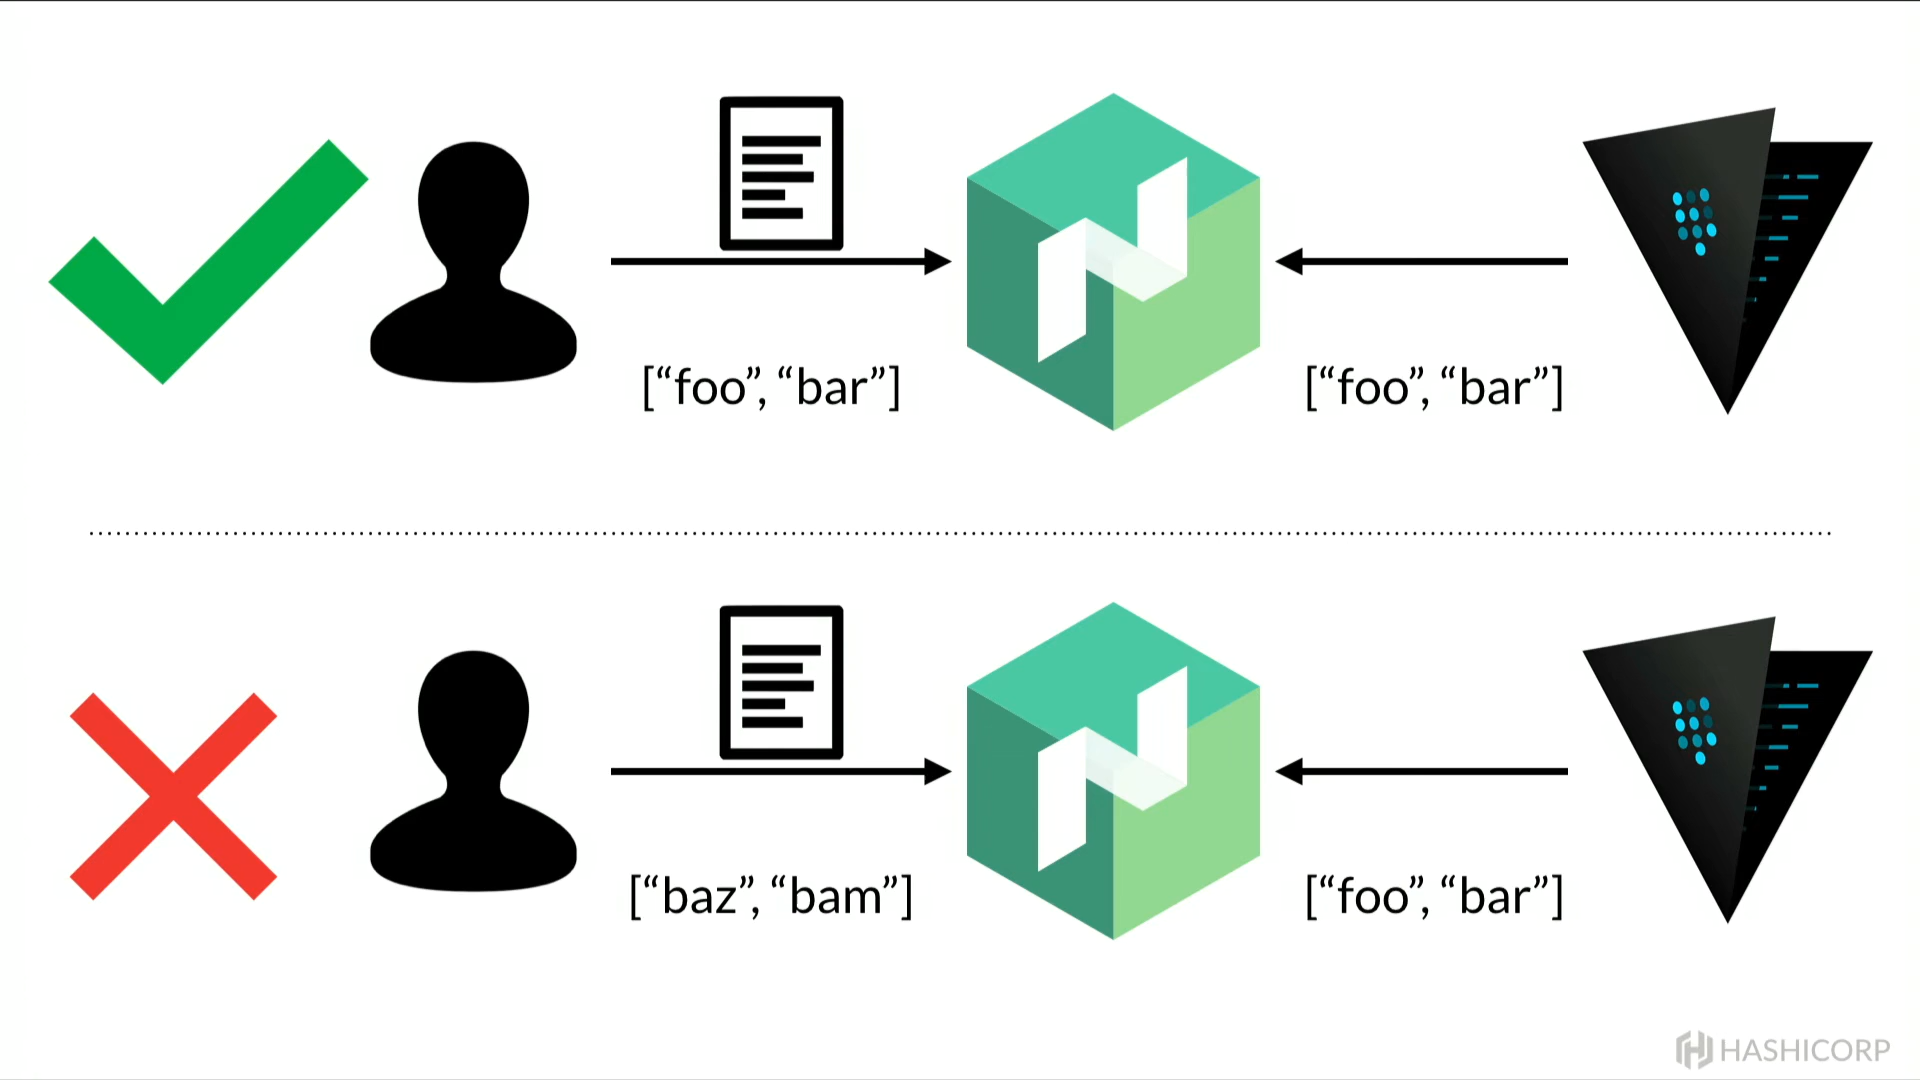 [“foo”, “bar”]
[“foo”, “bar”]
[“baz”, “bam”]
[“foo”, “bar”]
HASHICORP